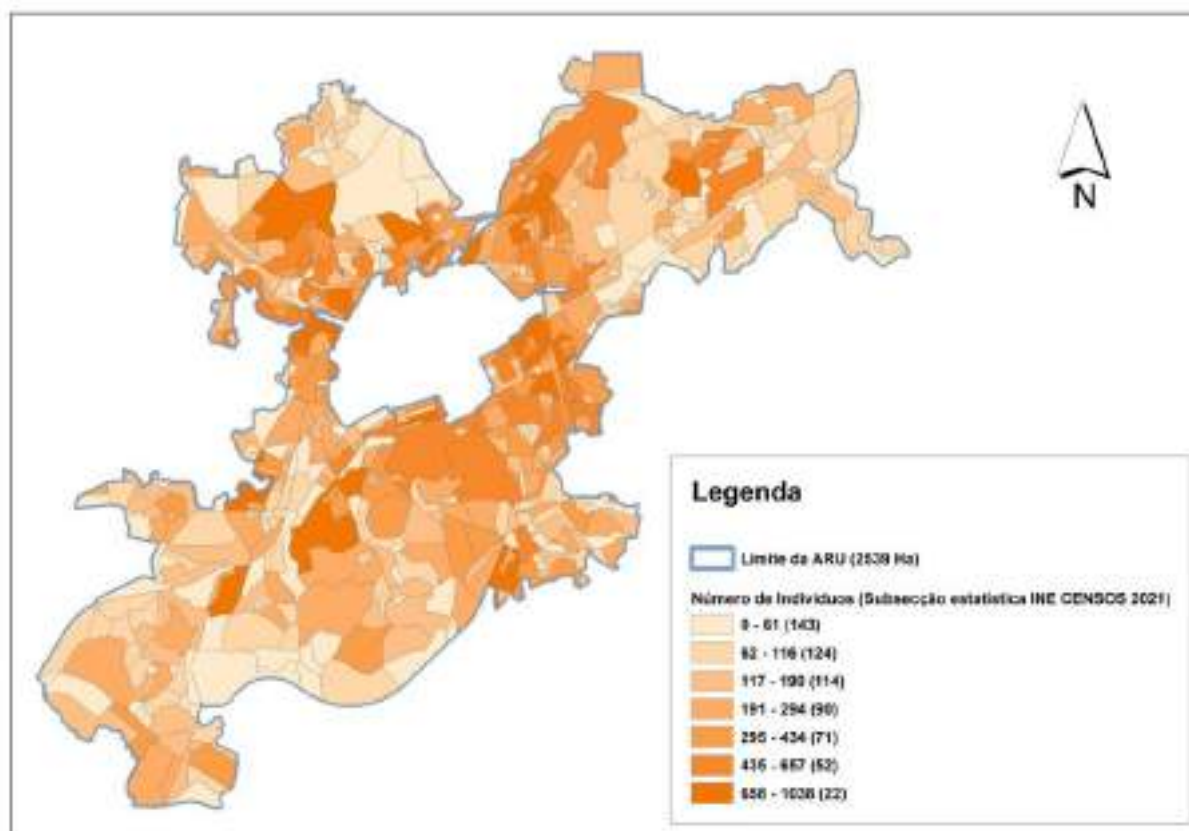 N
Legenda
Limite da ARU (2539 Ha)
Número de Indivíduos (Subsecção estatística INE CENSOS 2021)
0 - 61 (143)
62 - 116 (124)
117 - 190 (114)
191 - 294 (90)
295 - 434 (71)
435 - 657 (52)
658 - 1038 (22)